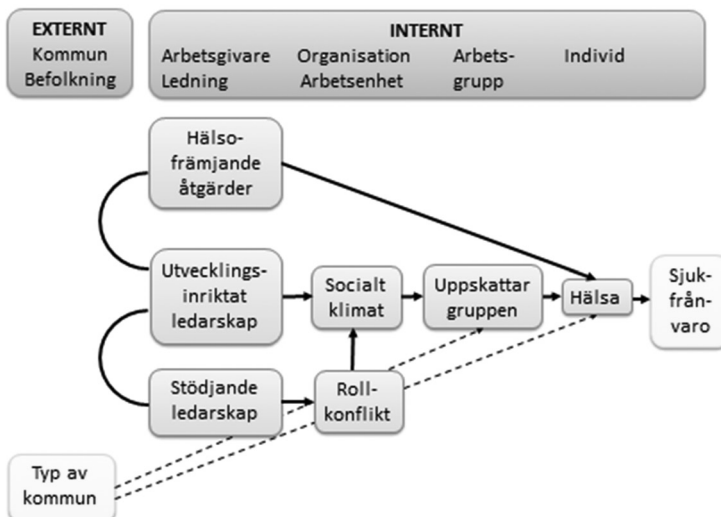 EXTERNT
Kommun
Befolkning
INTERNT
Arbetsgivare
Ledning
Organisation
Arbetsenhet
Arbets-
grupp
Individ
Hälso-
främjande
åtgärder
Utvecklings-
inriktat
ledarskap
Socialt
klimat
Uppskattar
gruppen
Hälsa
Sjuk-
från-
varo
Stödjande
ledarskap
Roll-
konflikt
Typ av
kommun